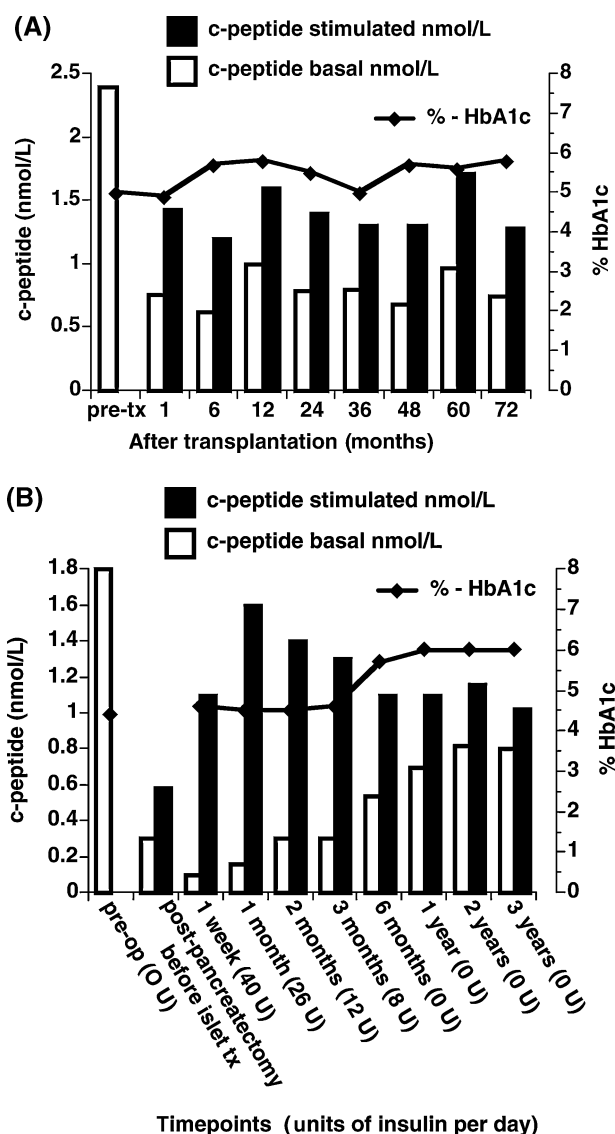 (A)
c-peptide stimulated nmol/L
c-peptide basal nmol/L
% - HbA1c
c-peptide (nmol/L)
2.5
2
1.5
1
0.5
0
8
7
6
5
4
3
2
1
0
% HbA1c
pre-tx 1 6 12 24 36 48 60 72
After transplantation (months)
(B)
c-peptide stimulated nmol/L
c-peptide basal nmol/L
% - HbA1c
c-peptide (nmol/L)
1.8
1.6
1.4
1.2
1
0.8
0.6
0.4
0.2
0
8
7
6
5
4
3
2
1
0
% HbA1c
pre-op (O U)
post-pancreatectomy
before islet tx
1 week (40 U)
1 month (26 U)
2 months (12 U)
3 months (8 U)
6 months (0 U)
1 year (0 U)
2 years (0 U)
3 years (0 U)
Timepoints (units of insulin per day)